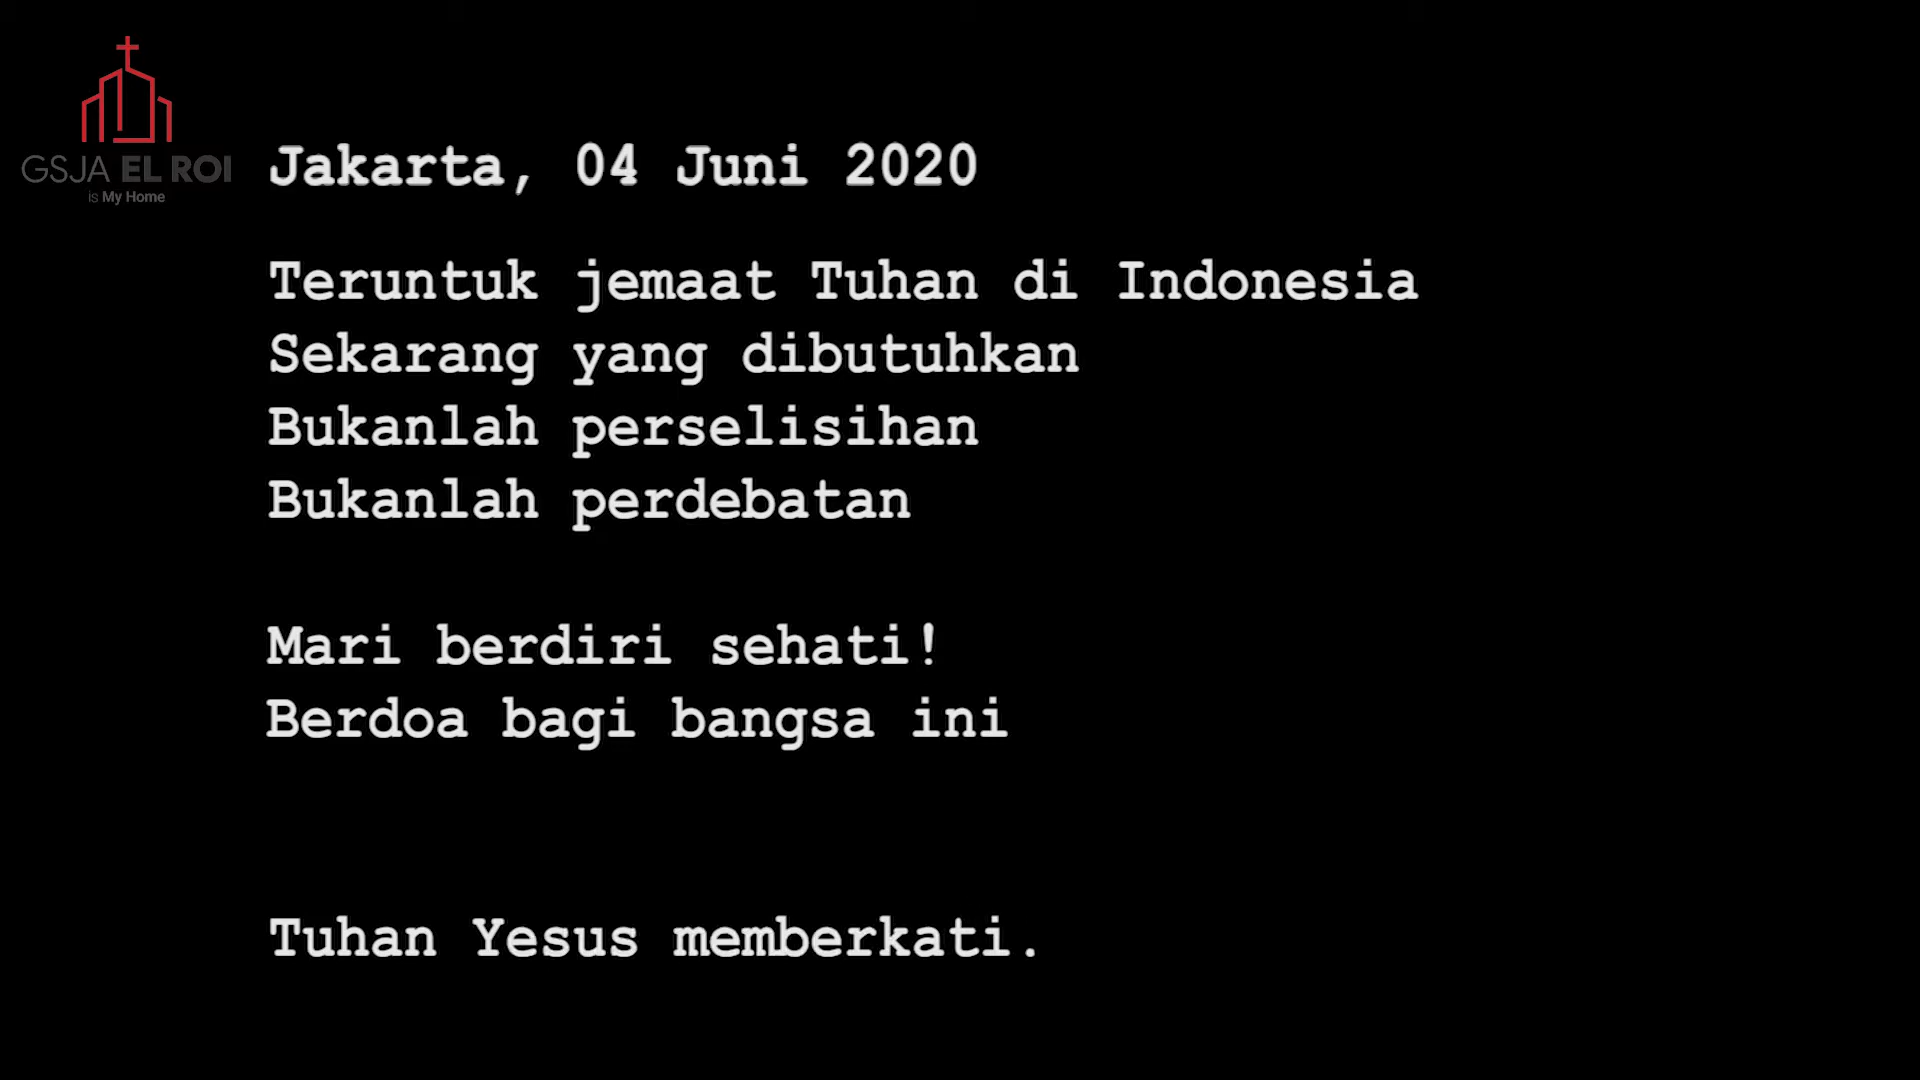 GSJA EL ROI
is My Home
Jakarta, 04 Juni 2020
Teruntuk jemaat Tuhan di Indonesia
Sekarang yang dibutuhkan
Bukanlah perselisihan
Bukanlah perdebatan
Mari berdiri sehati!
Berdoa bagi bangsa ini
Tuhan Yesus memberkati.